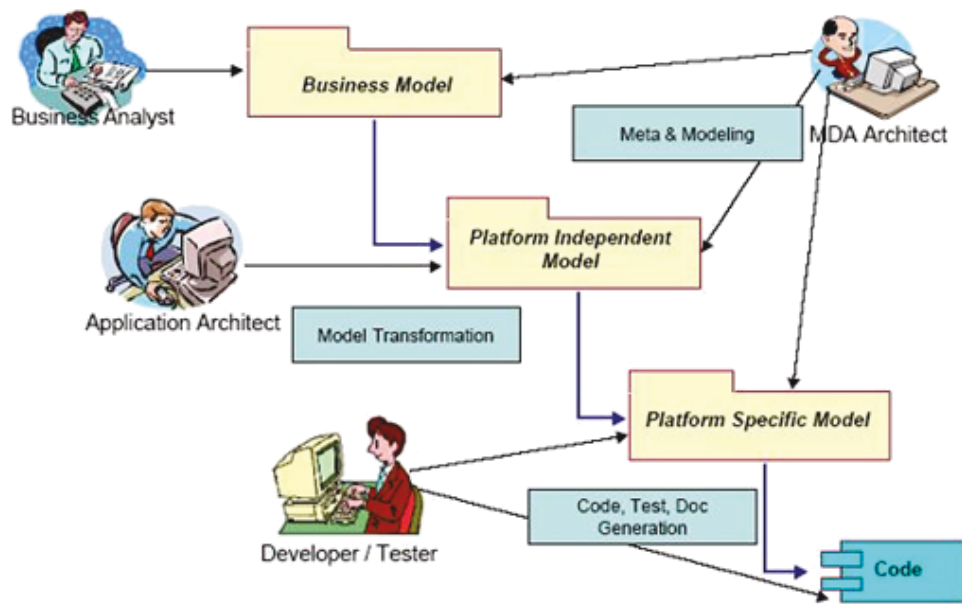 Business Model
Business Analyst
MDA Architect
Meta & Modeling
Platform Independent
Model
Application Architect
Model Transformation
Platform Specific Model
Code, Test, Doc
Generation
Developer / Tester
Code